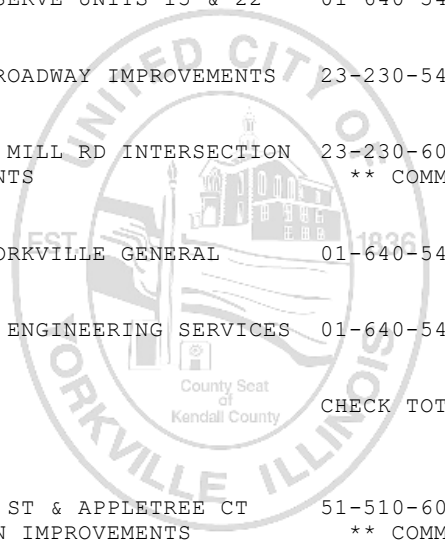 SERVE UNITS 15 & 22 01-640-54
ROADWAY IMPROVEMENTS 23-230-54
MILL RD INTERSECTION 23-230-60
NTS ** COMM
ORKVILLE GENERAL 01-640-54
ENGINEERING SERVICES 01-640-54
CHECK TOT
ST & APPLETREE CT 51-510-60
N IMPROVEMENTS ** COMM
UNITED CITY OF
YORKVILLE ILLINOIS
EST 1836
County Seat
of
Kendall County